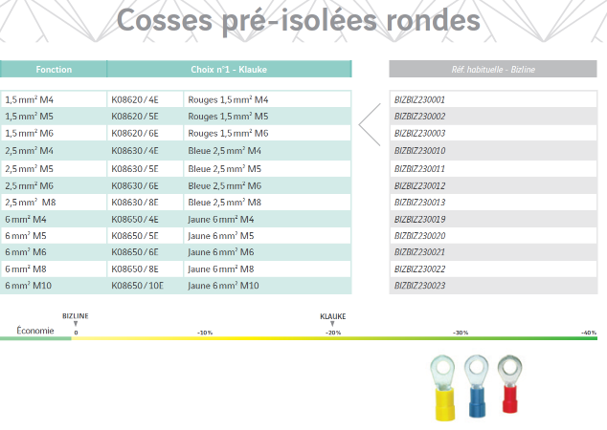 Cosses pré-isolées rondes
Fonction Choix n°1 - Klauke Réf. habituelle - Bizline
1,5 mm² M4 K08620/4E Rouges 1,5 mm² M4 BIZBIZ230001
1,5 mm² M5 K08620/5E Rouges 1,5 mm² M5 BIZBIZ230002
1,5 mm² M6 K08620/6E Rouges 1,5 mm² M6 BIZBIZ230003
2,5 mm² M4 K08630/4E Bleue 2,5 mm² M4 BIZBIZ230010
2,5 mm² M5 K08630/5E Bleue 2,5 mm² M5 BIZBIZ230011
2,5 mm² M6 K08630/6E Bleue 2,5 mm² M6 BIZBIZ230012
2,5 mm² M8 K08630/8E Bleue 2,5 mm² M8 BIZBIZ230013
6 mm² M4 K08650/4E Jaune 6 mm² M4 BIZBIZ230019
6 mm² M5 K08650/5E Jaune 6 mm² M5 BIZBIZ230020
6 mm² M6 K08650/6E Jaune 6 mm² M6 BIZBIZ230021
6 mm² M8 K08650/8E Jaune 6 mm² M8 BIZBIZ230022
6 mm² M10 K08650/10E Jaune 6 mm² M10 BIZBIZ230023
BIZLINE KLAUKE
Économie 0 -10% -20% -30% -40%